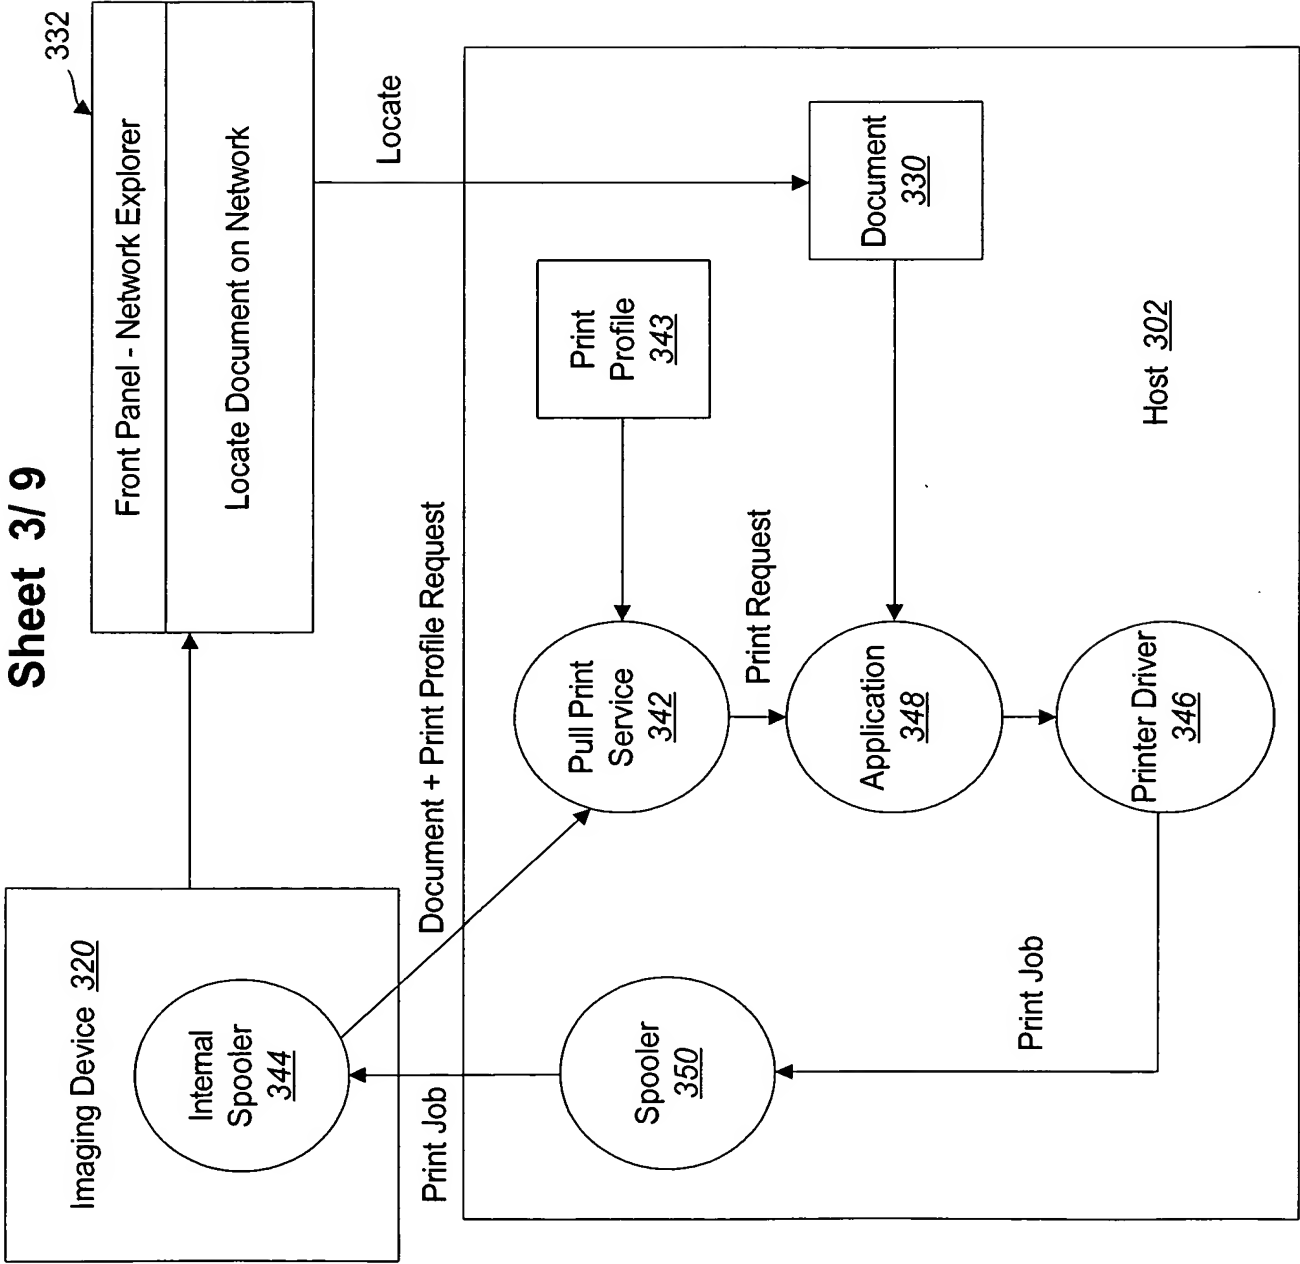 Sheet 3/ 9
332
Front Panel - Network Explorer
Locate Document on Network
Locate
Imaging Device 320
Internal
Spooler
344
Document + Print Profile Request
Print Job
Print
Profile
343
Document
330
Pull Print
Service
342
Print Request
Application
348
Printer Driver
346
Spooler
350
Print Job
Host 302